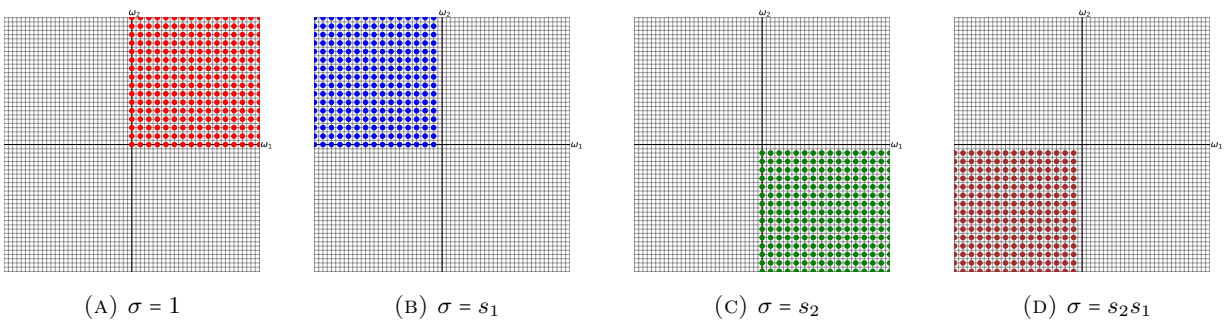 ω₂ ω₂ ω₂ ω₂
ω₁ ω₁ ω₁ ω₁
(A) σ = 1 (B) σ = s₁ (C) σ = s₂ (D) σ = s₂s₁